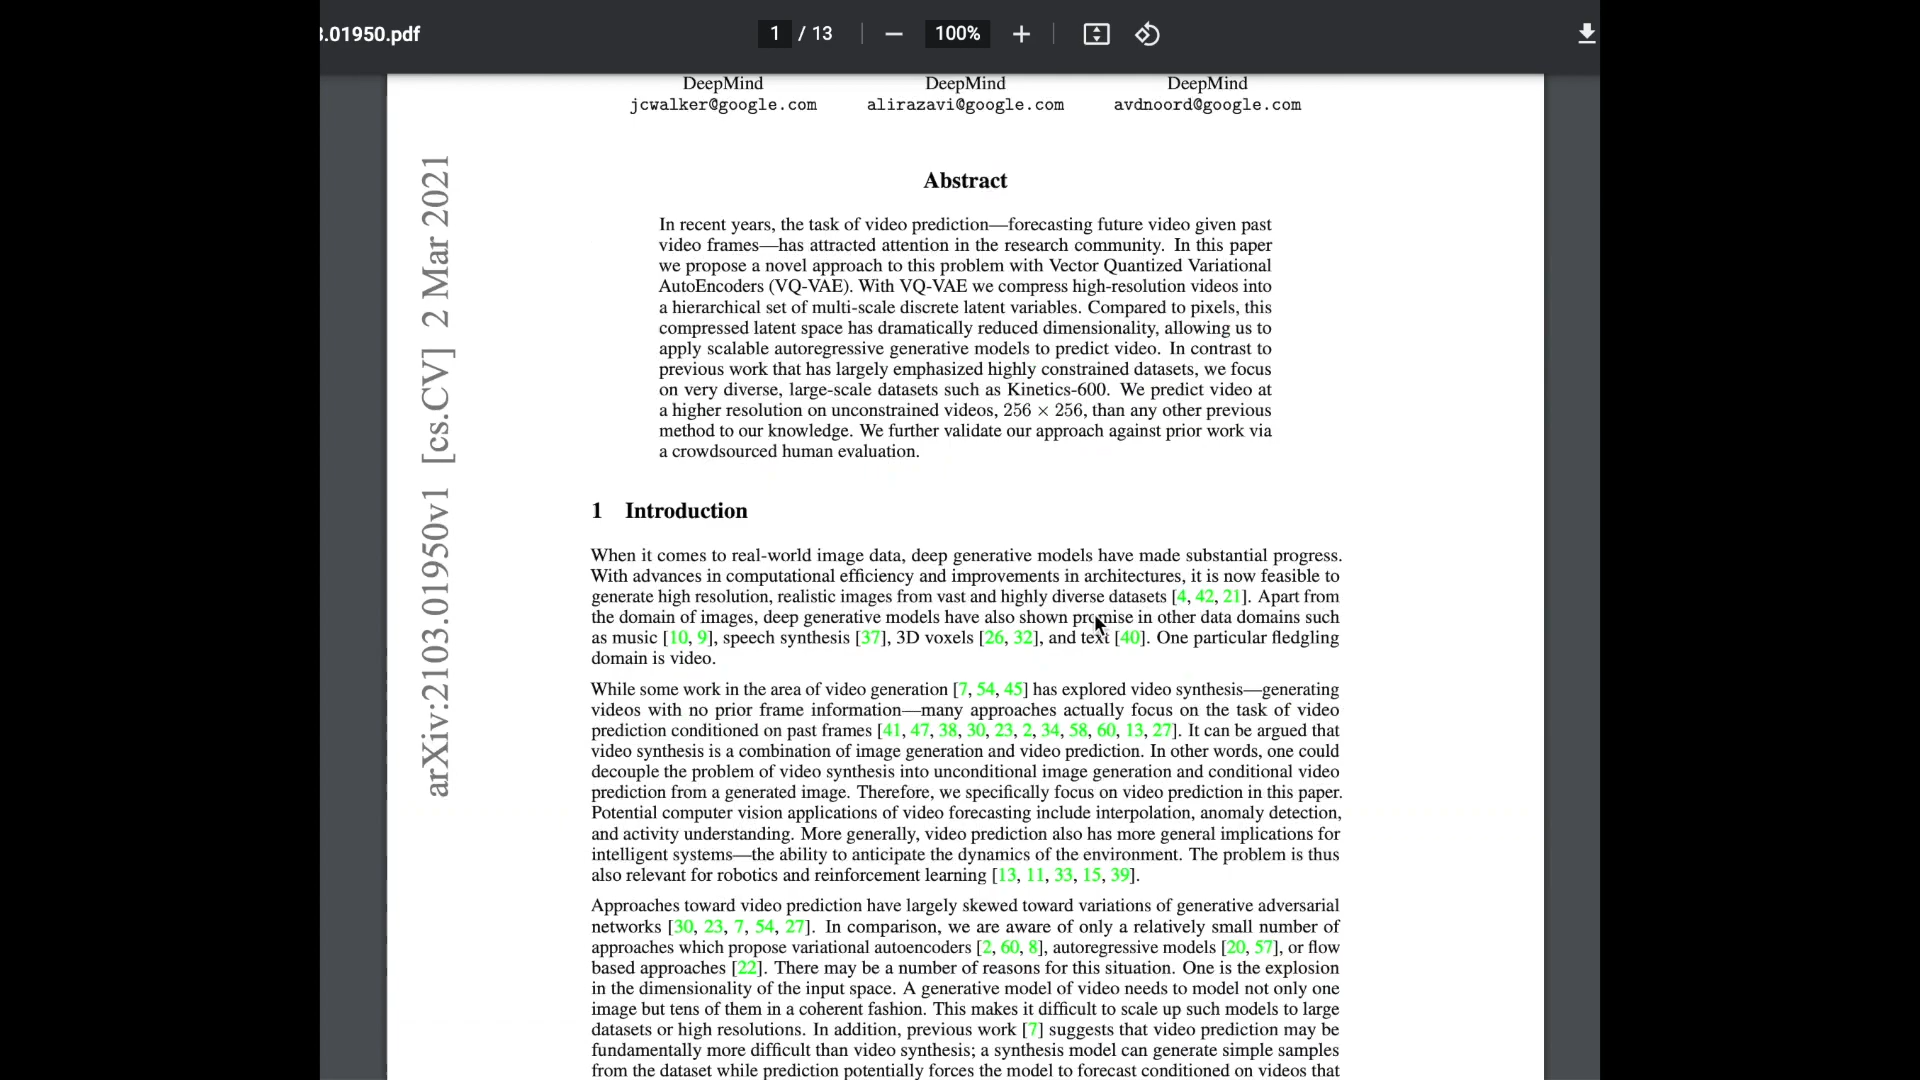 3.01950.pdf
1 / 13
100%
DeepMind DeepMind DeepMind
jcwalker@google.com alirazavi@google.com avdnoord@google.com
arXiv:2103.01950v1 [cs.CV] 2 Mar 2021
Abstract
In recent years, the task of video prediction—forecasting future video given past
video frames—has attracted attention in the research community. In this paper
we propose a novel approach to this problem with Vector Quantized Variational
AutoEncoders (VQ-VAE). With VQ-VAE we compress high-resolution videos into
a hierarchical set of multi-scale discrete latent variables. Compared to pixels, this
compressed latent space has dramatically reduced dimensionality, allowing us to
apply scalable autoregressive generative models to predict video. In contrast to
previous work that has largely emphasized highly constrained datasets, we focus
on very diverse, large-scale datasets such as Kinetics-600. We predict video at
a higher resolution on unconstrained videos, 256 × 256, than any other previous
method to our knowledge. We further validate our approach against prior work via
a crowdsourced human evaluation.
1 Introduction
When it comes to real-world image data, deep generative models have made substantial progress.
With advances in computational efficiency and improvements in architectures, it is now feasible to
generate high resolution, realistic images from vast and highly diverse datasets [4, 42, 21]. Apart from
the domain of images, deep generative models have also shown promise in other data domains such
as music [10, 9], speech synthesis [37], 3D voxels [26, 32], and text [40]. One particular fledgling
domain is video.
While some work in the area of video generation [7, 54, 45] has explored video synthesis—generating
videos with no prior frame information—many approaches actually focus on the task of video
prediction conditioned on past frames [41, 47, 38, 30, 23, 2, 34, 58, 60, 13, 27]. It can be argued that
video synthesis is a combination of image generation and video prediction. In other words, one could
decouple the problem of video synthesis into unconditional image generation and conditional video
prediction from a generated image. Therefore, we specifically focus on video prediction in this paper.
Potential computer vision applications of video forecasting include interpolation, anomaly detection,
and activity understanding. More generally, video prediction also has more general implications for
intelligent systems—the ability to anticipate the dynamics of the environment. The problem is thus
also relevant for robotics and reinforcement learning [13, 11, 33, 15, 39].
Approaches toward video prediction have largely skewed toward variations of generative adversarial
networks [30, 23, 7, 54, 27]. In comparison, we are aware of only a relatively small number of
approaches which propose variational autoencoders [2, 60, 8], autoregressive models [20, 57], or flow
based approaches [22]. There may be a number of reasons for this situation. One is the explosion
in the dimensionality of the input space. A generative model of video needs to model not only one
image but tens of them in a coherent fashion. This makes it difficult to scale up such models to large
datasets or high resolutions. In addition, previous work [7] suggests that video prediction may be
fundamentally more difficult than video synthesis; a synthesis model can generate simple samples
from the dataset while prediction potentially forces the model to forecast conditioned on videos that